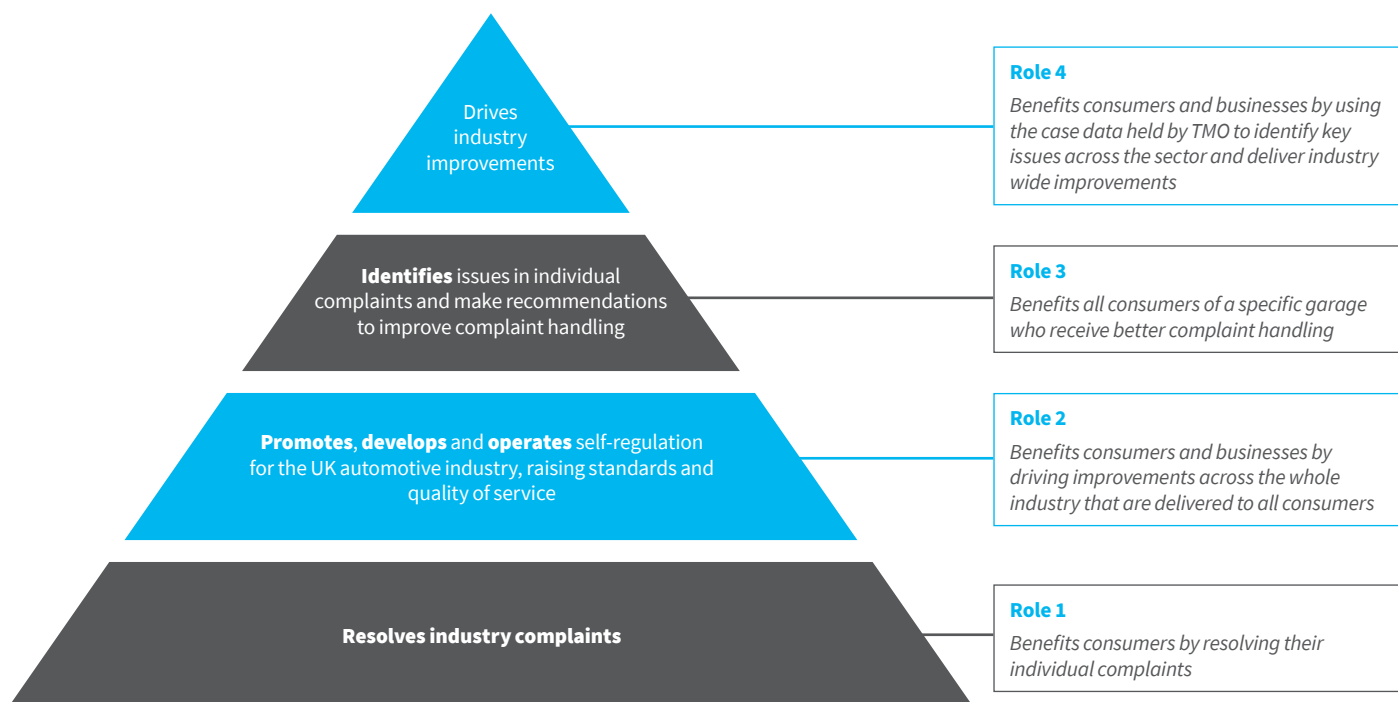 Drives
industry
improvements
Role 4
Benefits consumers and businesses by using
the case data held by TMO to identify key
issues across the sector and deliver industry
wide improvements
Identifies issues in individual
complaints and make recommendations
to improve complaint handling
Role 3
Benefits all consumers of a specific garage
who receive better complaint handling
Promotes, develops and operates self-regulation
for the UK automotive industry, raising standards and
quality of service
Role 2
Benefits consumers and businesses by
driving improvements across the whole
industry that are delivered to all consumers
Resolves industry complaints
Role 1
Benefits consumers by resolving their
individual complaints